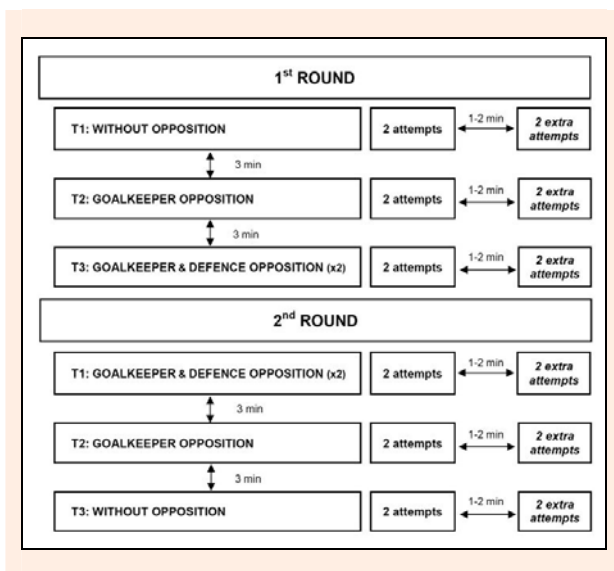 1st ROUND
T1: WITHOUT OPPOSITION
2 attempts
1-2 min
2 extra
attempts
3 min
T2: GOALKEEPER OPPOSITION
2 attempts
1-2 min
2 extra
attempts
3 min
T3: GOALKEEPER & DEFENCE OPPOSITION (x2)
2 attempts
1-2 min
2 extra
attempts
2nd ROUND
T1: GOALKEEPER & DEFENCE OPPOSITION (x2)
2 attempts
1-2 min
2 extra
attempts
3 min
T2: GOALKEEPER OPPOSITION
2 attempts
1-2 min
2 extra
attempts
3 min
T3: WITHOUT OPPOSITION
2 attempts
1-2 min
2 extra
attempts